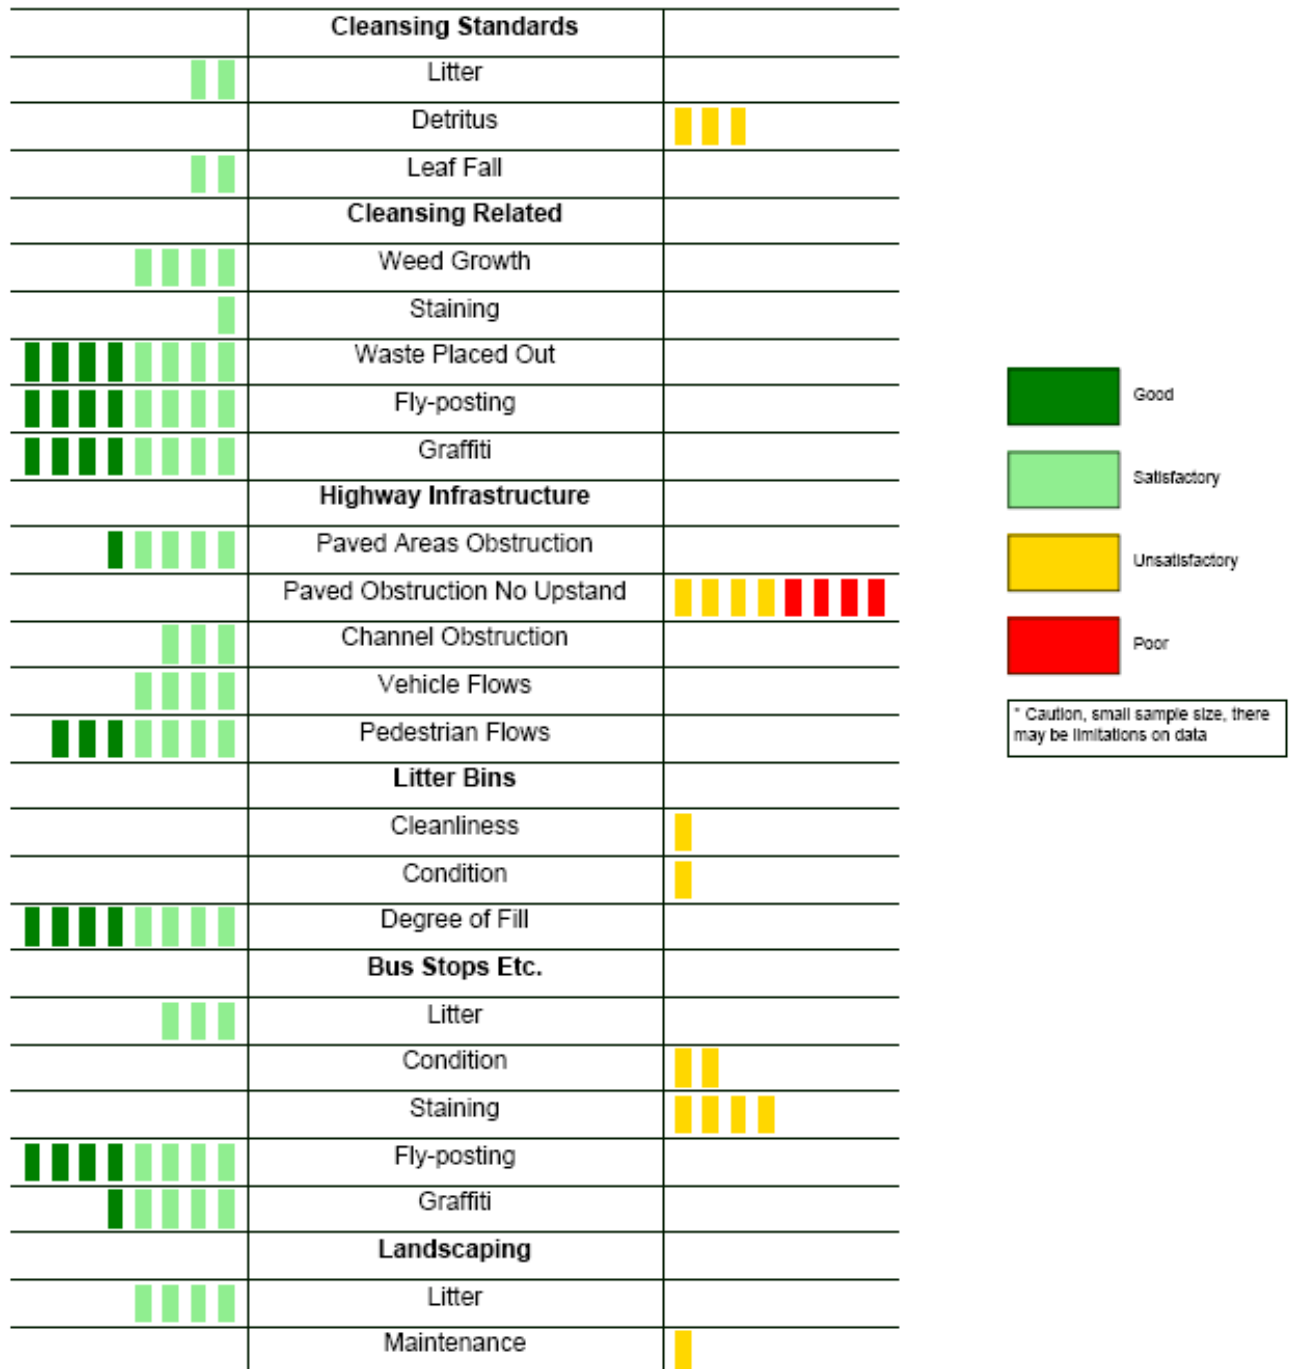 Cleansing Standards
Litter
Detritus
Leaf Fall
Cleansing Related
Weed Growth
Staining
Waste Placed Out
Fly-posting
Graffiti
Highway Infrastructure
Paved Areas Obstruction
Paved Obstruction No Upstand
Channel Obstruction
Vehicle Flows
Pedestrian Flows
Litter Bins
Cleanliness
Condition
Degree of Fill
Bus Stops Etc.
Litter
Condition
Staining
Fly-posting
Graffiti
Landscaping
Litter
Maintenance
Good
Satisfactory
Unsatisfactory
Poor
* Caution, small sample size, there
may be limitations on data